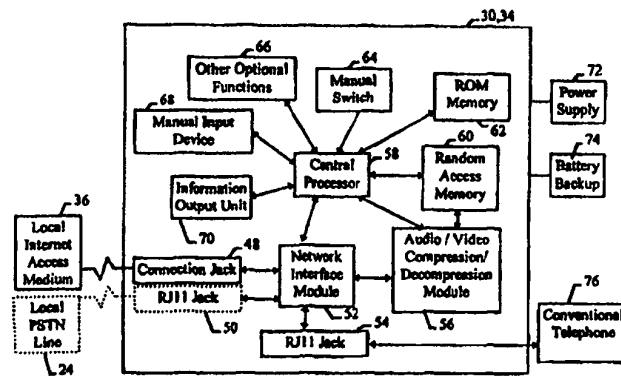 30,34
66
Other Optional
Functions
64
Manual
Switch
ROM
Memory
62
72
Power
Supply
68
Manual Input
Device
60
Random
Access
Memory
74
Battery
Backup
Central
Processor
58
Information
Output Unit
70
36
Local
Internet
Access
Medium
48
Connection Jack
RJ11 Jack
50
Network
Interface
Module
52
Audio / Video
Compression/
Decompression
Module
56
76
Conventional
Telephone
Local
PSTN
Line
24
54
RJ11 Jack